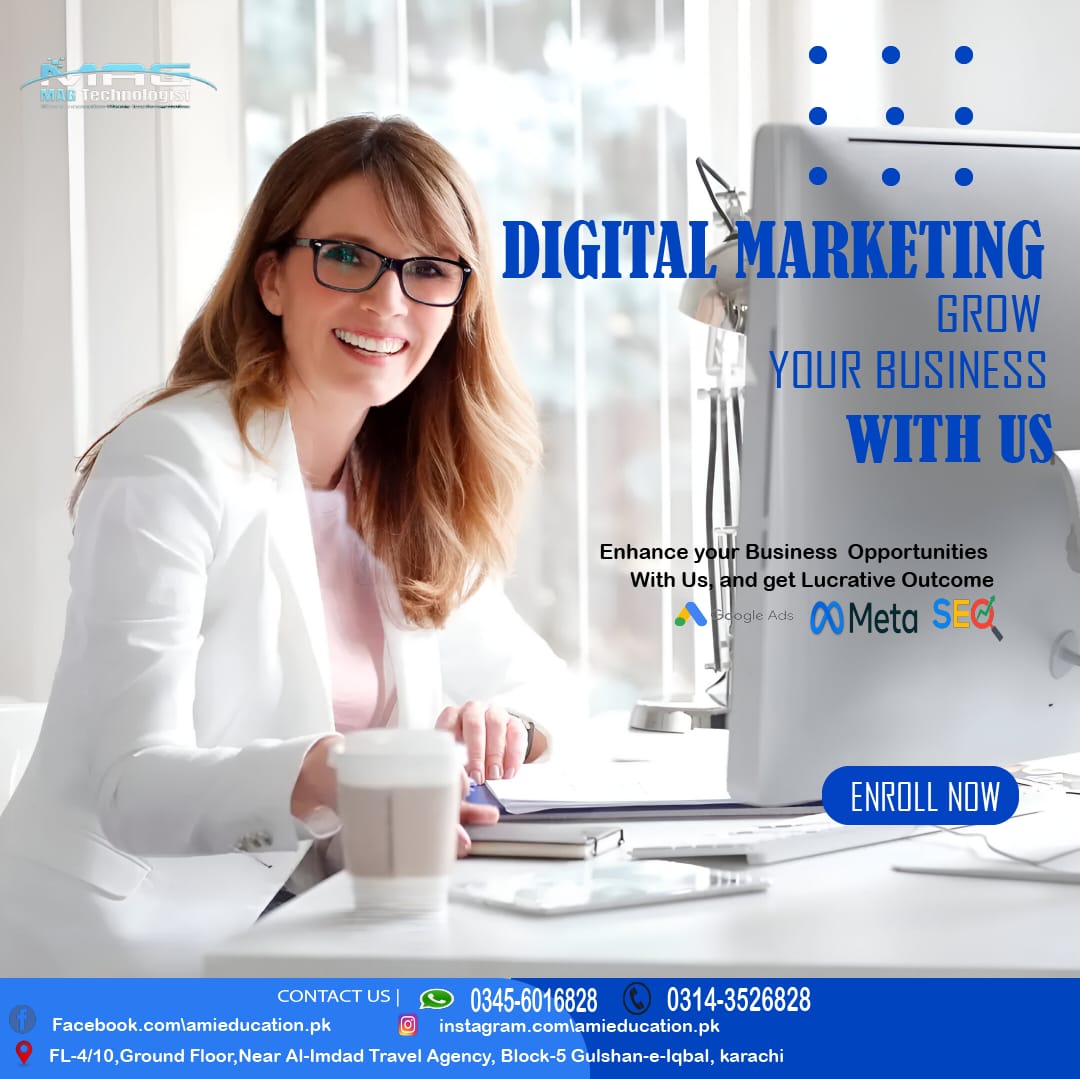 MAG
MAG Technologist
DIGITAL MARKETING
GROW
YOUR BUSINESS
WITH US
Enhance your Business Opportunities
With Us, and get Lucrative Outcome
Google Ads
Meta
SEO
ENROLL NOW
CONTACT US | 0345-6016828 0314-3526828
Facebook.com\amieducation.pk instagram.com\amieducation.pk
FL-4/10,Ground Floor,Near Al-Imdad Travel Agency, Block-5 Gulshan-e-Iqbal, karachi